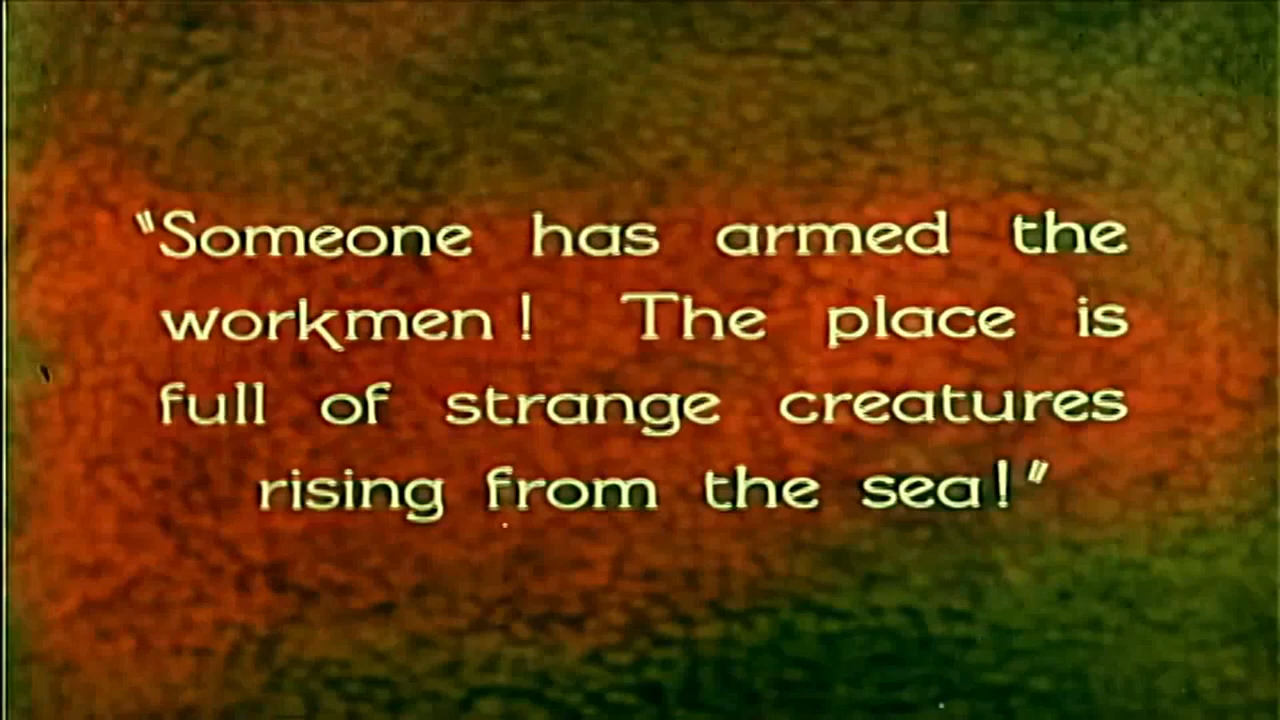 "Someone has armed the
workmen! The place is
full of strange creatures
rising from the sea!"